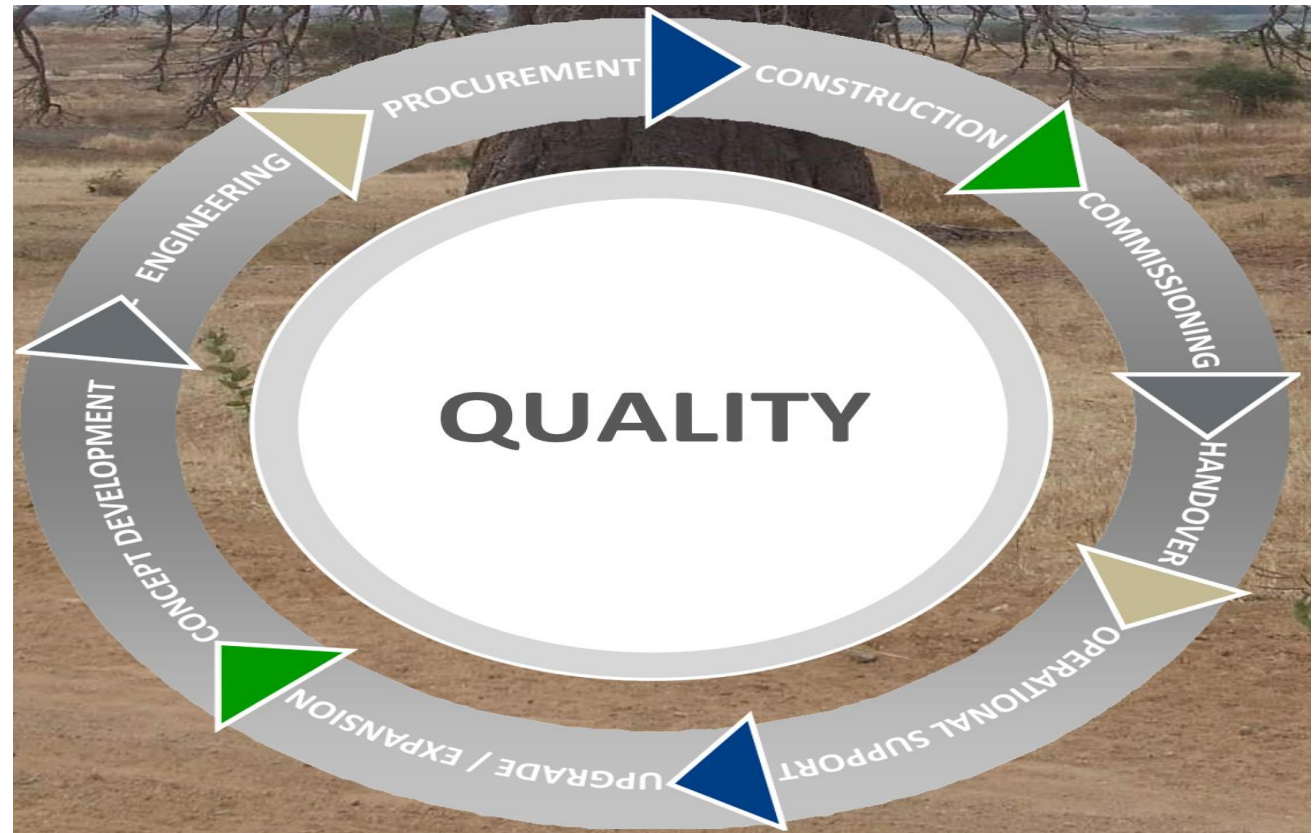 PROCUREMENT
CONSTRUCTION
COMMISSIONING
HANDOVER
OPERATIONAL SUPPORT
UPGRADE / EXPANSION
CONCEPT DEVELOPMENT
ENGINEERING
QUALITY